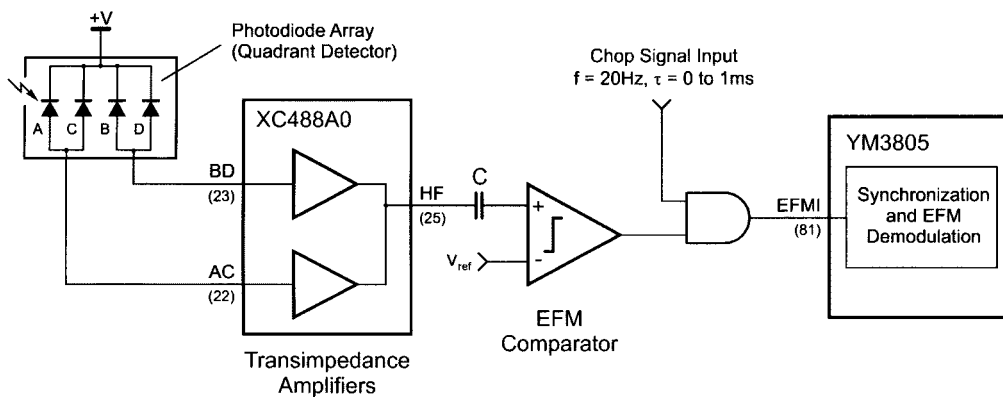 +V
Photodiode Array
(Quadrant Detector)
A
C
B
D
XC488A0
BD
(23)
AC
(22)
HF
(25)
C
+
-
Vref
Transimpedance
Amplifiers
EFM
Comparator
Chop Signal Input
f = 20Hz, τ = 0 to 1ms
EFMI
(81)
YM3805
Synchronization
and EFM
Demodulation